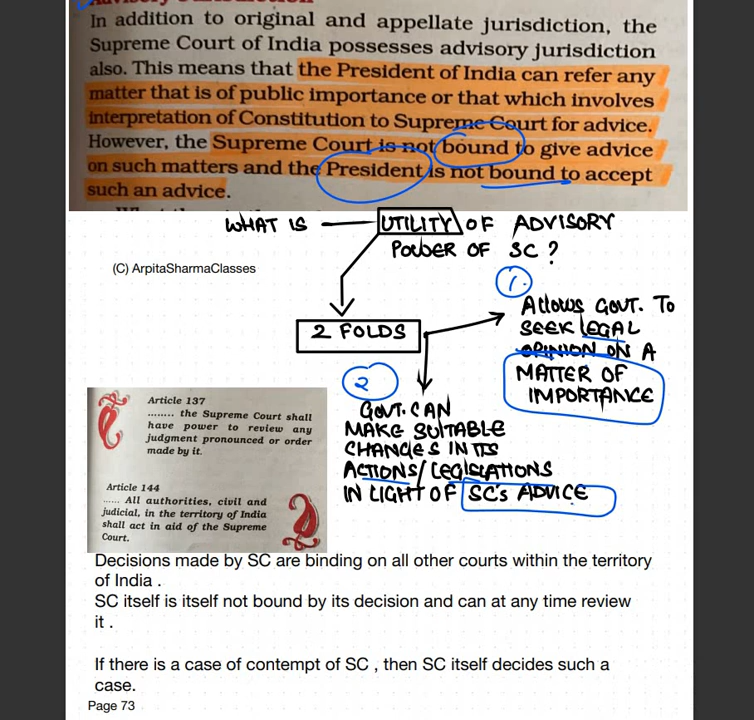 In addition to original and appellate jurisdiction, the
Supreme Court of India possesses advisory jurisdiction
also. This means that the President of India can refer any
matter that is of public importance or that which involves
interpretation of Constitution to Supreme Court for advice.
However, the Supreme Court is not bound to give advice
on such matters and the President is not bound to accept
such an advice.
WHAT IS UTILITY OF ADVISORY
POWER OF SC ?
(C) ArpitaSharmaClasses
2 FOLDS
1.
ALLOWS GOVT. TO
SEEK LEGAL
OPINION ON A
MATTER OF
IMPORTANCE
2
GOVT. CAN
MAKE SUITABLE
CHANGES IN ITS
ACTIONS/ LEGISLATIONS
IN LIGHT OF SC's ADVICE
Article 137
........ the Supreme Court shall
have power to review any
judgment pronounced or order
made by it.
Article 144
...... All authorities, civil and
judicial, in the territory of India
shall act in aid of the Supreme
Court.
Decisions made by SC are binding on all other courts within the territory
of India .
SC itself is itself not bound by its decision and can at any time review
it .
If there is a case of contempt of SC , then SC itself decides such a
case.
Page 73